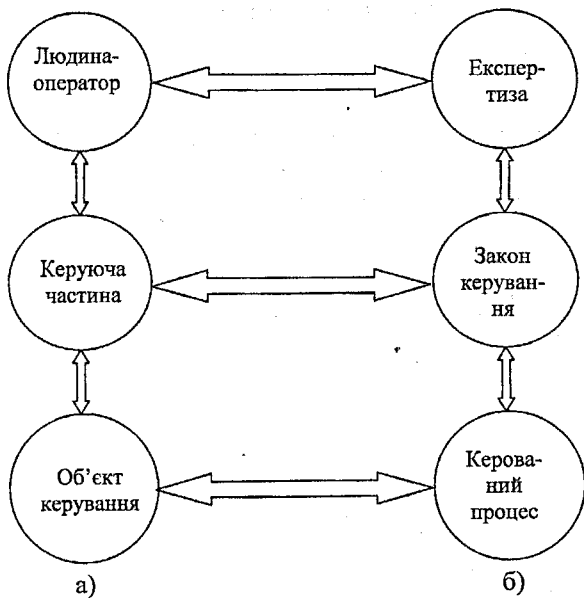 Людина-
оператор
Експер-
тиза
Керуюча
частина
Закон
керуван-
ня
Об’єкт
керування
Керова-
ний
процес
а)
б)